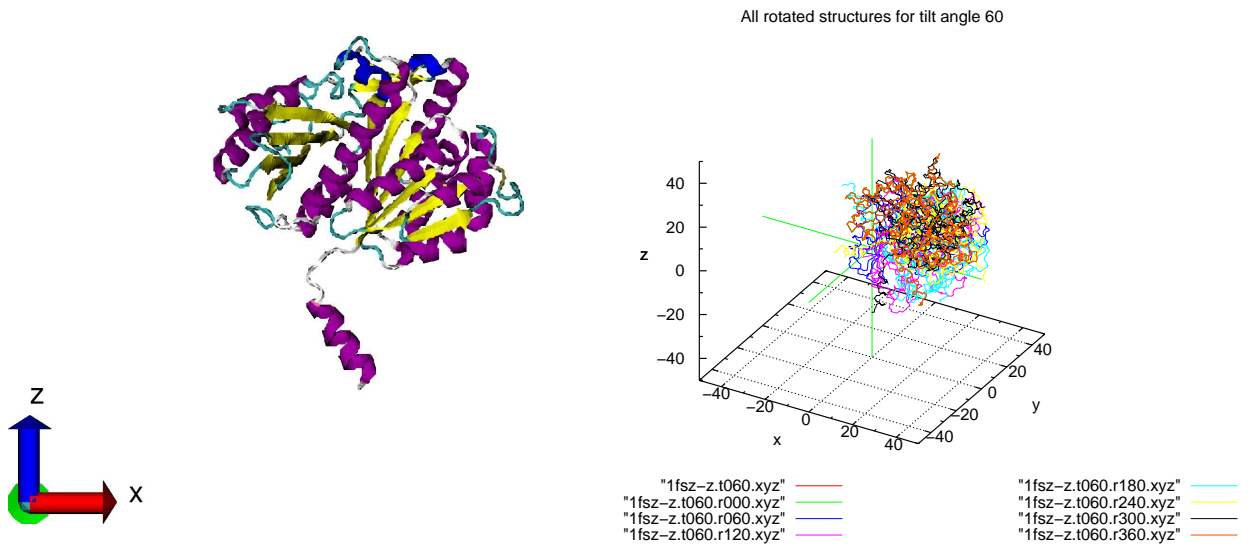 All rotated structures for tilt angle 60
z
x
40
20
0
−20
−40
z
−40
−20
0
20
40
x
−40
−20
0
20
40
y
"1fsz−z.t060.xyz"
"1fsz−z.t060.r000.xyz"
"1fsz−z.t060.r060.xyz"
"1fsz−z.t060.r120.xyz"
"1fsz−z.t060.r180.xyz"
"1fsz−z.t060.r240.xyz"
"1fsz−z.t060.r300.xyz"
"1fsz−z.t060.r360.xyz"